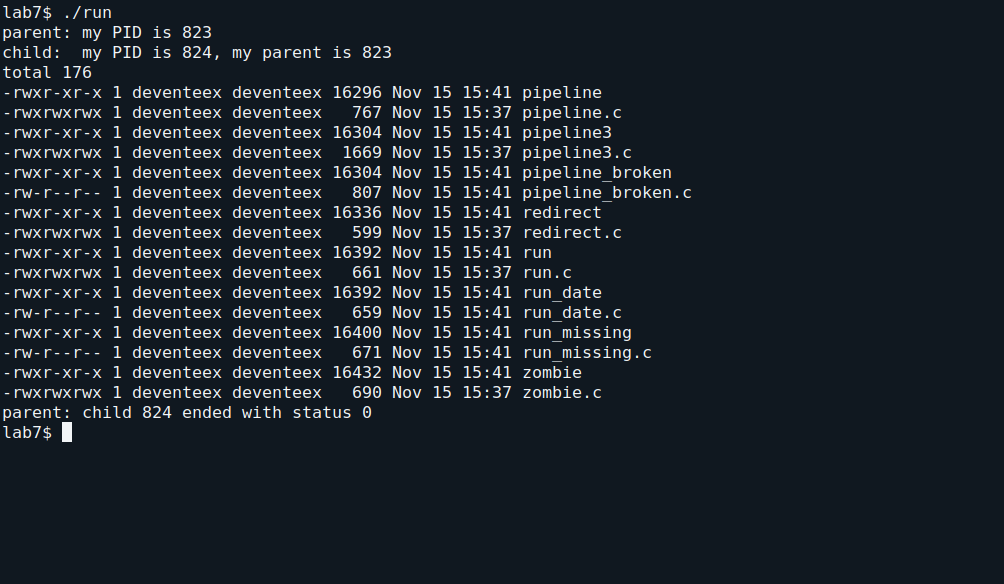 lab7$ ./run
parent: my PID is 823
child:  my PID is 824, my parent is 823
total 176
-rwxr-xr-x 1 deventeex deventeex 16296 Nov 15 15:41 pipeline
-rwxrwxrwx 1 deventeex deventeex   767 Nov 15 15:37 pipeline.c
-rwxr-xr-x 1 deventeex deventeex 16304 Nov 15 15:41 pipeline3
-rwxrwxrwx 1 deventeex deventeex  1669 Nov 15 15:37 pipeline3.c
-rwxr-xr-x 1 deventeex deventeex 16304 Nov 15 15:41 pipeline_broken
-rw-r--r-- 1 deventeex deventeex   807 Nov 15 15:41 pipeline_broken.c
-rwxr-xr-x 1 deventeex deventeex 16336 Nov 15 15:41 redirect
-rwxrwxrwx 1 deventeex deventeex   599 Nov 15 15:37 redirect.c
-rwxr-xr-x 1 deventeex deventeex 16392 Nov 15 15:41 run
-rwxrwxrwx 1 deventeex deventeex   661 Nov 15 15:37 run.c
-rwxr-xr-x 1 deventeex deventeex 16392 Nov 15 15:41 run_date
-rw-r--r-- 1 deventeex deventeex   659 Nov 15 15:41 run_date.c
-rwxr-xr-x 1 deventeex deventeex 16400 Nov 15 15:41 run_missing
-rw-r--r-- 1 deventeex deventeex   671 Nov 15 15:41 run_missing.c
-rwxr-xr-x 1 deventeex deventeex 16432 Nov 15 15:41 zombie
-rwxrwxrwx 1 deventeex deventeex   690 Nov 15 15:37 zombie.c
parent: child 824 ended with status 0
lab7$